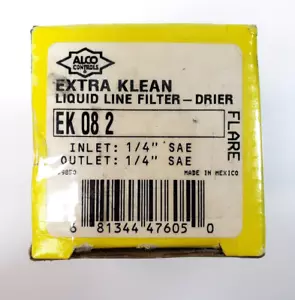 ALCO
CONTROLS
EXTRA KLEAN
LIQUID LINE FILTER-DRIER
EK 08 2
FLARE
INLET: 1/4" SAE
OUTLET: 1/4" SAE
MADE IN MEXICO
6 81344 47605 0